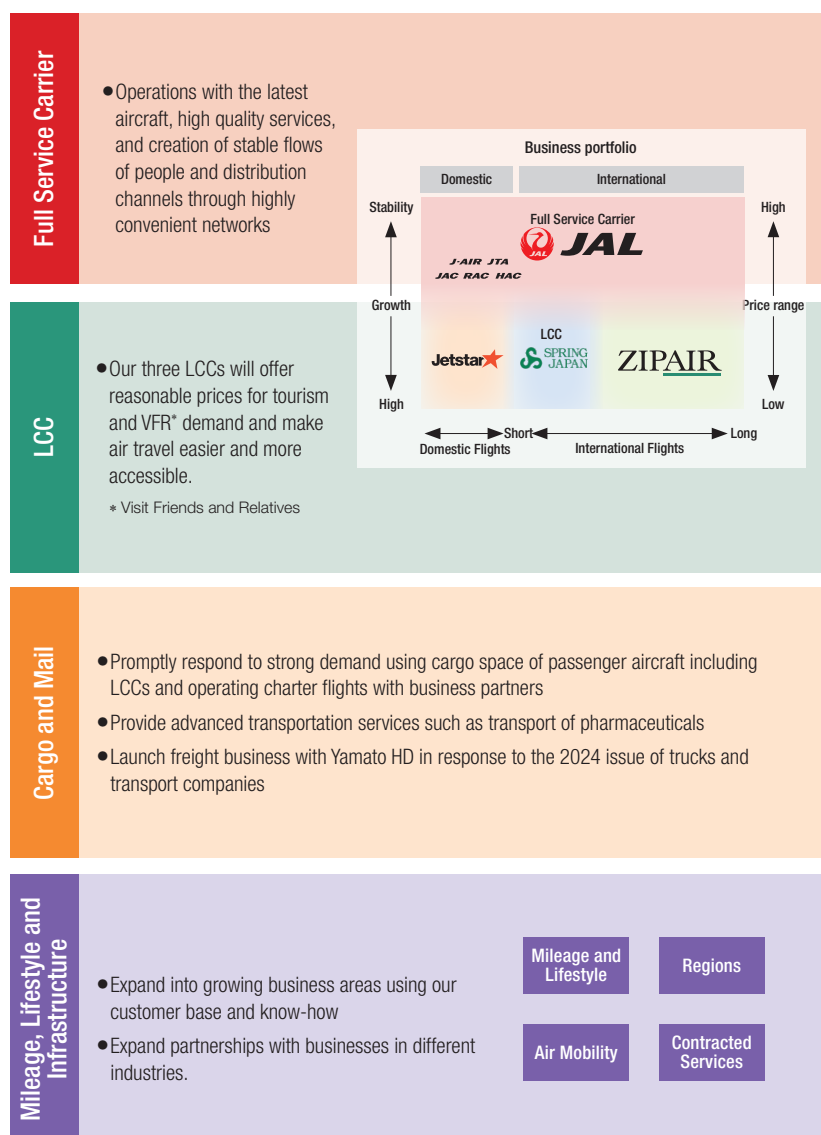 Full Service Carrier
●Operations with the latest
aircraft, high quality services,
and creation of stable flows
of people and distribution
channels through highly
convenient networks
Business portfolio
Domestic
International
Stability
Growth
High
Full Service Carrier
JAL
JAL
J-AIR JTA
JAC RAC HAC
High
Price range
Low
LCC
Jetstar
SPRING
JAPAN
ZIPAIR
Short
Long
Domestic Flights
International Flights
LCC
●Our three LCCs will offer
reasonable prices for tourism
and VFR* demand and make
air travel easier and more
accessible.
* Visit Friends and Relatives
Cargo and Mail
●Promptly respond to strong demand using cargo space of passenger aircraft including
LCCs and operating charter flights with business partners
●Provide advanced transportation services such as transport of pharmaceuticals
●Launch freight business with Yamato HD in response to the 2024 issue of trucks and
transport companies
Mileage, Lifestyle and
Infrastructure
●Expand into growing business areas using our
customer base and know-how
●Expand partnerships with businesses in different
industries.
Mileage and
Lifestyle
Regions
Air Mobility
Contracted
Services